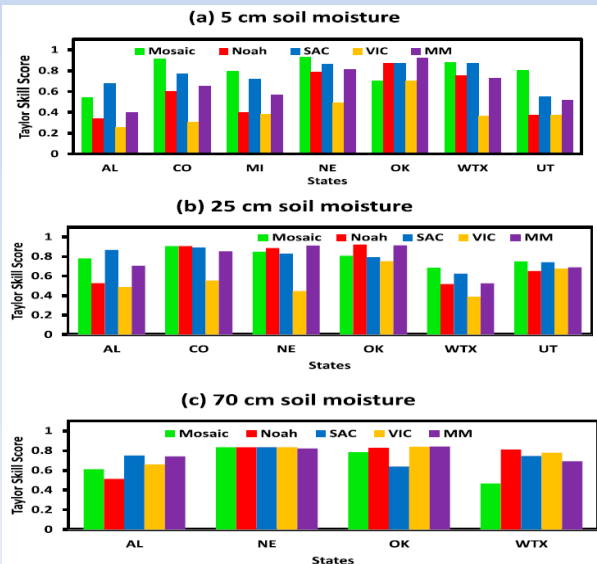 (a) 5 cm soil moisture
Taylor Skill Score
1
0.8
0.6
0.4
0.2
0
Mosaic Noah SAC VIC MM
AL CO MI NE OK WTX UT
States
(b) 25 cm soil moisture
Taylor Skill Score
1
0.8
0.6
0.4
0.2
0
Mosaic Noah SAC VIC MM
AL CO NE OK WTX UT
States
(c) 70 cm soil moisture
Taylor Skill Score
1
0.8
0.6
0.4
0.2
0
Mosaic Noah SAC VIC MM
AL NE OK WTX
States